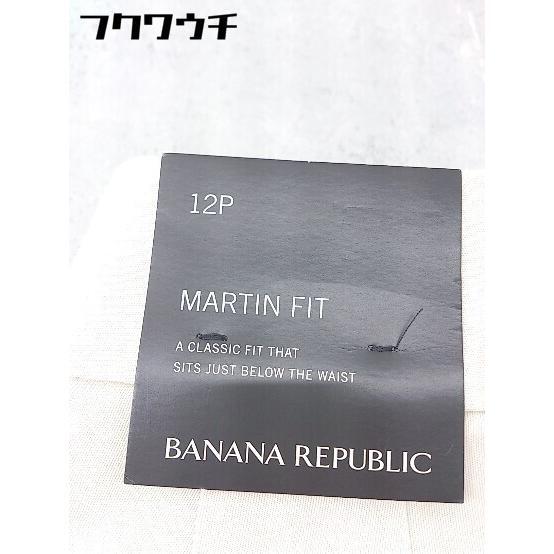 フクワウチ
12P
MARTIN FIT
A CLASSIC FIT THAT
SITS JUST BELOW THE WAIST
BANANA REPUBLIC